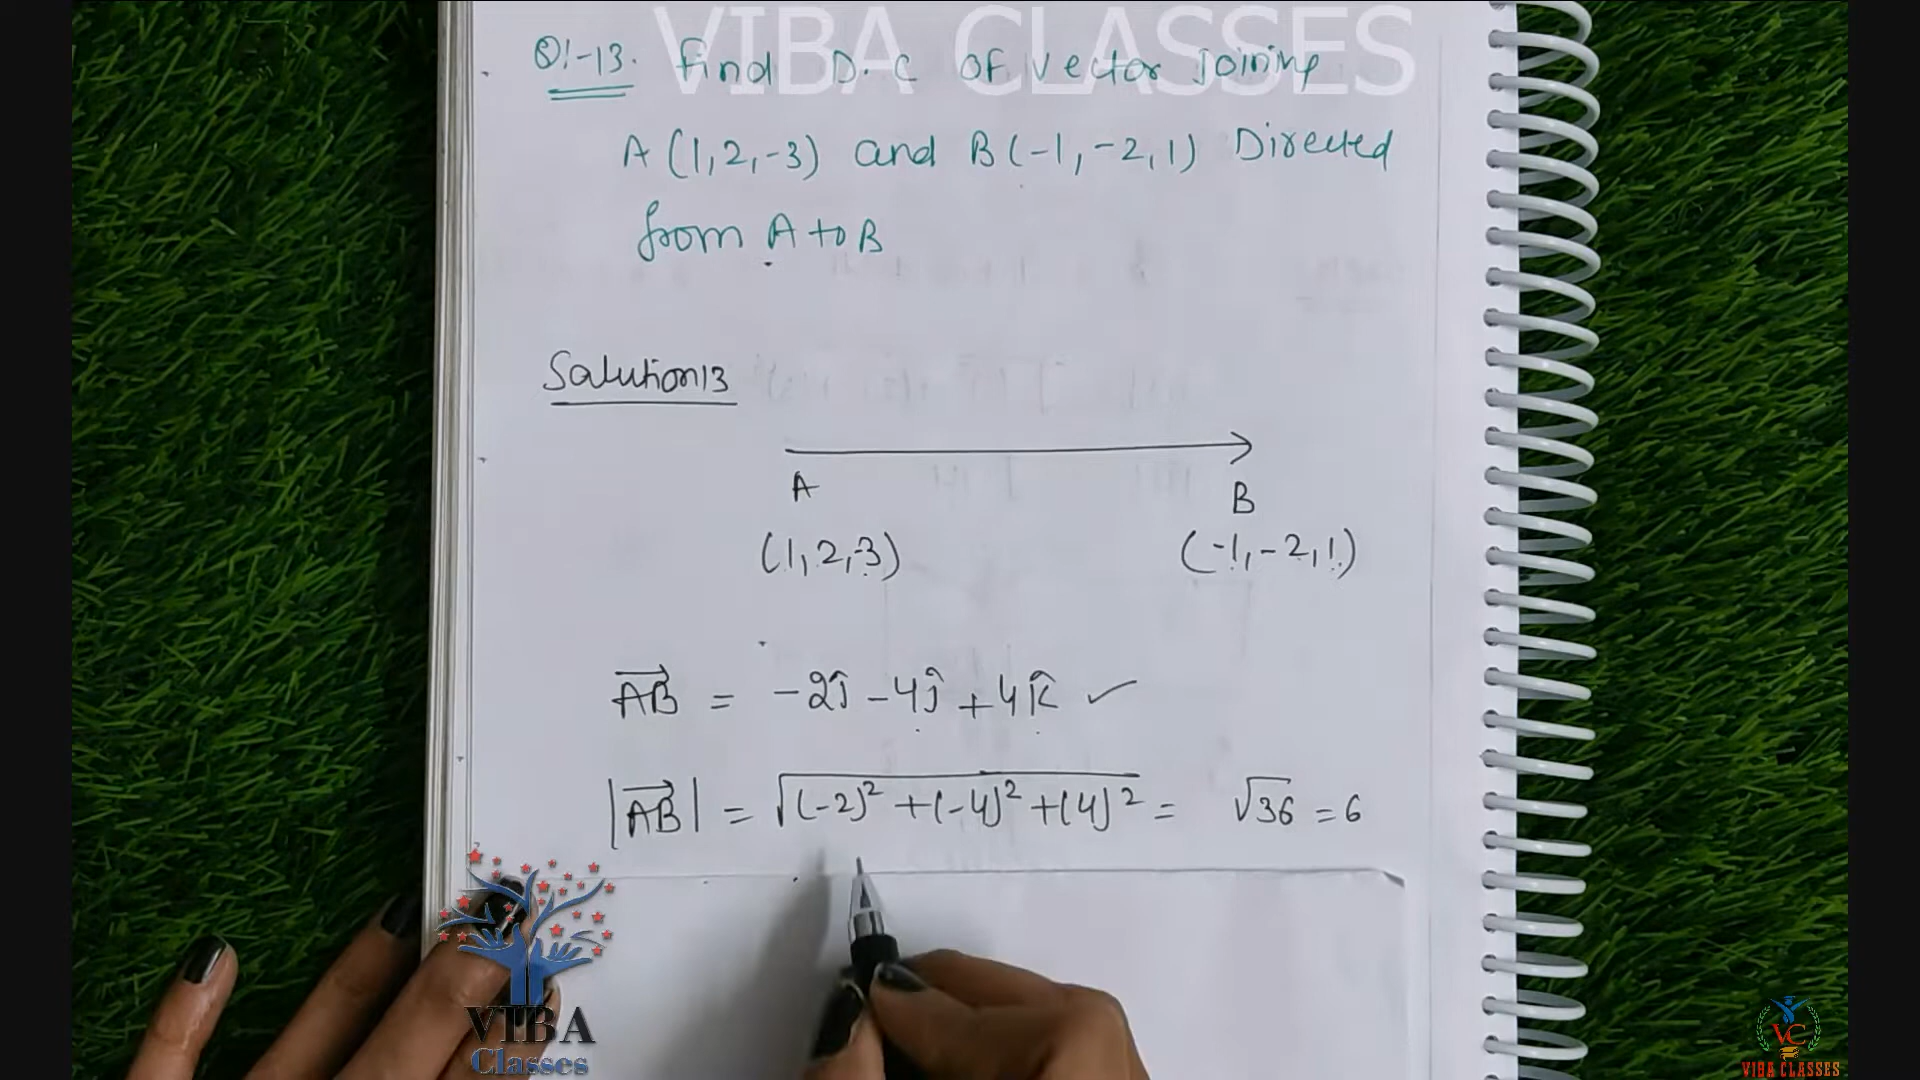 VIBA CLASSES
Q!-13. Find D.C OF Vector joining
A (1,2,-3) and B (-1,-2,1) Directed
from A to B
Solution13
A B
(1,2,-3) (-1,-2,1)
AB = -2î -4ĵ +4k̂ ✓
|AB| = √(-2)² +(-4)² +(4)² = √36 = 6
VIBA
Classes
VC
VIBA CLASSES